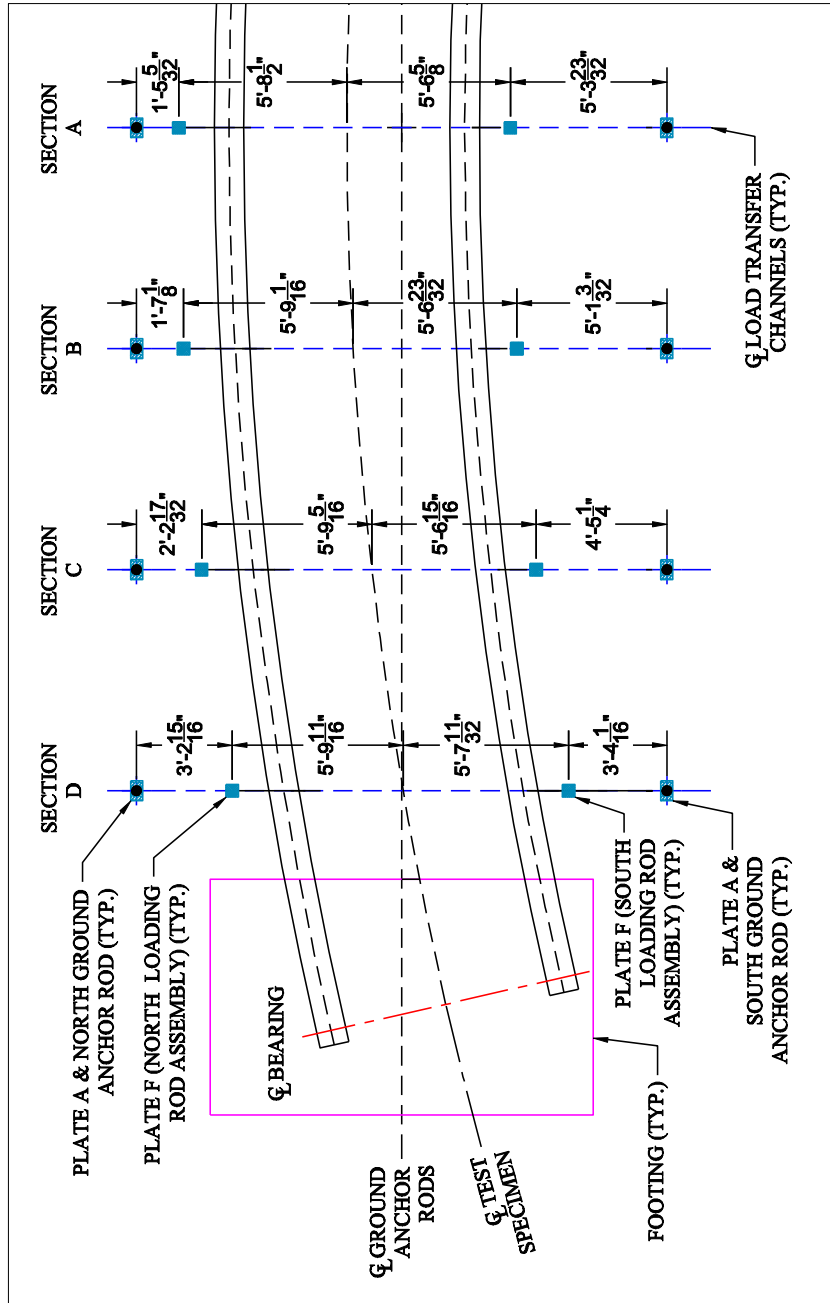 SECTION
A
1'-5 5/32"
5'-8 1/2"
5'-6 5/8"
5'-3 23/32"
SECTION
B
1'-7 1/8"
5'-9 1/16"
5'-6 23/32"
5'-1 3/32"
SECTION
C
2'-2 17/32"
5'-9 5/16"
5'-6 15/16"
4'-5 1/4"
SECTION
D
3'-2 15/16"
5'-9 11/16"
5'-7 11/32"
3'-4 1/16"
℄ LOAD TRANSFER
CHANNELS (TYP.)
PLATE A & NORTH GROUND
ANCHOR ROD (TYP.)
PLATE F (NORTH LOADING
ROD ASSEMBLY) (TYP.)
℄ BEARING
PLATE F (SOUTH
LOADING ROD
ASSEMBLY) (TYP.)
PLATE A &
SOUTH GROUND
ANCHOR ROD (TYP.)
℄ GROUND
ANCHOR
RODS
℄ TEST
SPECIMEN
FOOTING (TYP.)